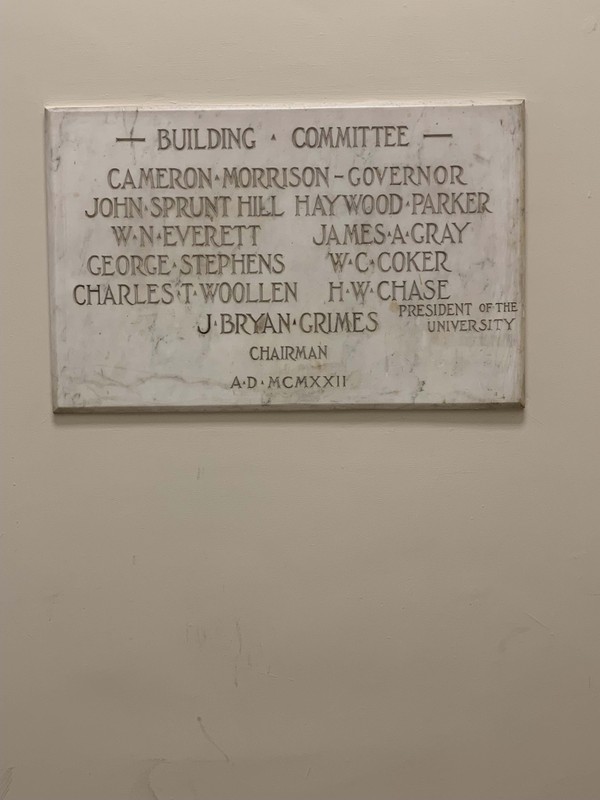 — BUILDING · COMMITTEE —
CAMERON·MORRISON–GOVERNOR
JOHN·SPRUNT HILL HAYWOOD·PARKER
W·N·EVERETT JAMES·A·GRAY
GEORGE·STEPHENS W·C·COKER
CHARLES·T·WOOLLEN H·W·CHASE
PRESIDENT OF·THE
UNIVERSITY
J·BRYAN·GRIMES
CHAIRMAN
A·D·MCMXXII